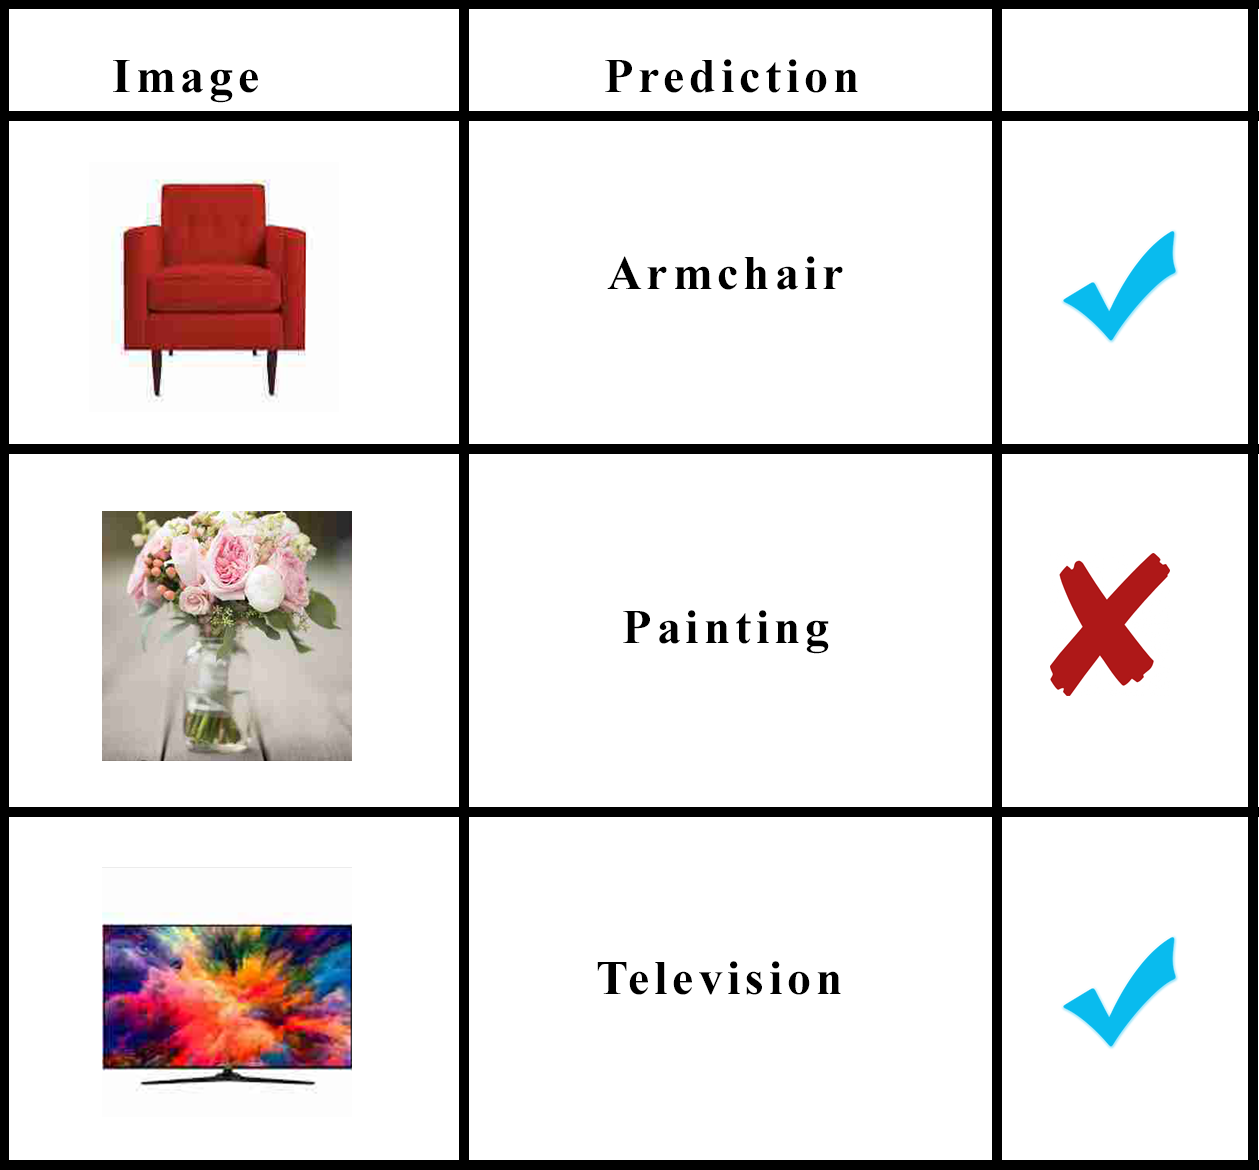 Image
Prediction
Armchair
Painting
Television